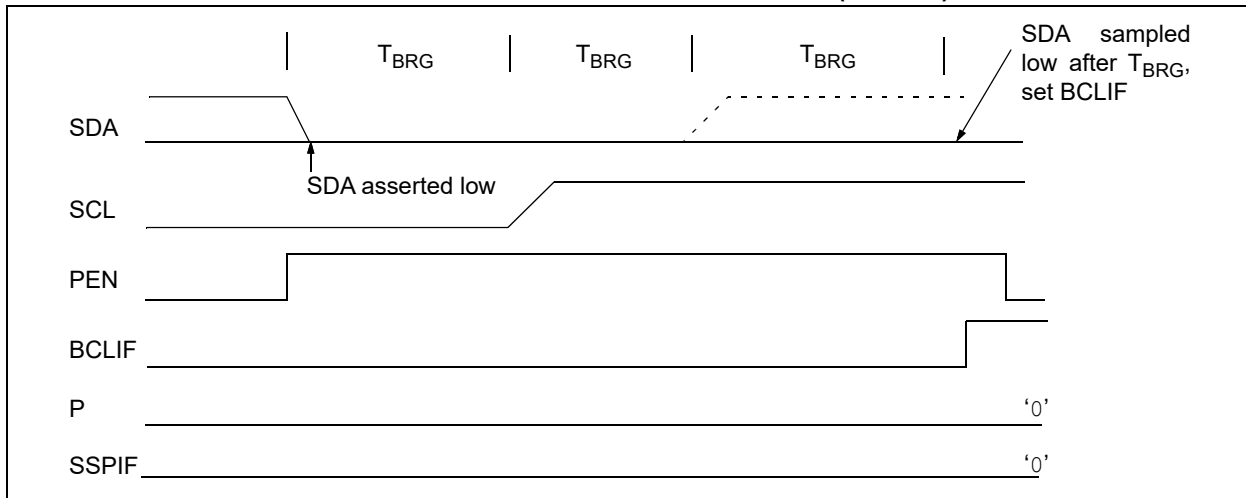 TBRG TBRG TBRG
SDA sampled
low after TBRG,
set BCLIF
SDA
SDA asserted low
SCL
PEN
BCLIF
P ‘0’
SSPIF ‘0’